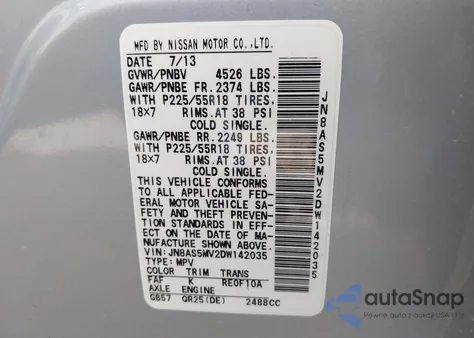 MFD BY NISSAN MOTOR CO.,LTD.
DATE 7/13
GVWR/PNBV 4526 LBS.
GAWR/PNBE FR. 2374 LBS.
WITH P225/55R18 TIRES,
18×7 RIMS.AT 38 PSI
COLD SINGLE.
GAWR/PNBE RR. 2249 LBS.
WITH P225/55R18 TIRES,
18×7 RIMS.AT 38 PSI
COLD SINGLE.
THIS VEHICLE CONFORMS
TO ALL APPLICABLE FED-
ERAL MOTOR VEHICLE SA-
FETY AND THEFT PREVEN-
TION STANDARDS IN EFF-
ECT ON THE DATE OF MA-
NUFACTURE SHOWN ABOVE.
VIN: JN8AS5MV2DW142035
TYPE: MPV
COLOR TRIM TRANS
FAF K RE0F10A
AXLE ENGINE
GB57 QR25(DE) 2488CC
JN8AS5MV2DW142035
autoSnap